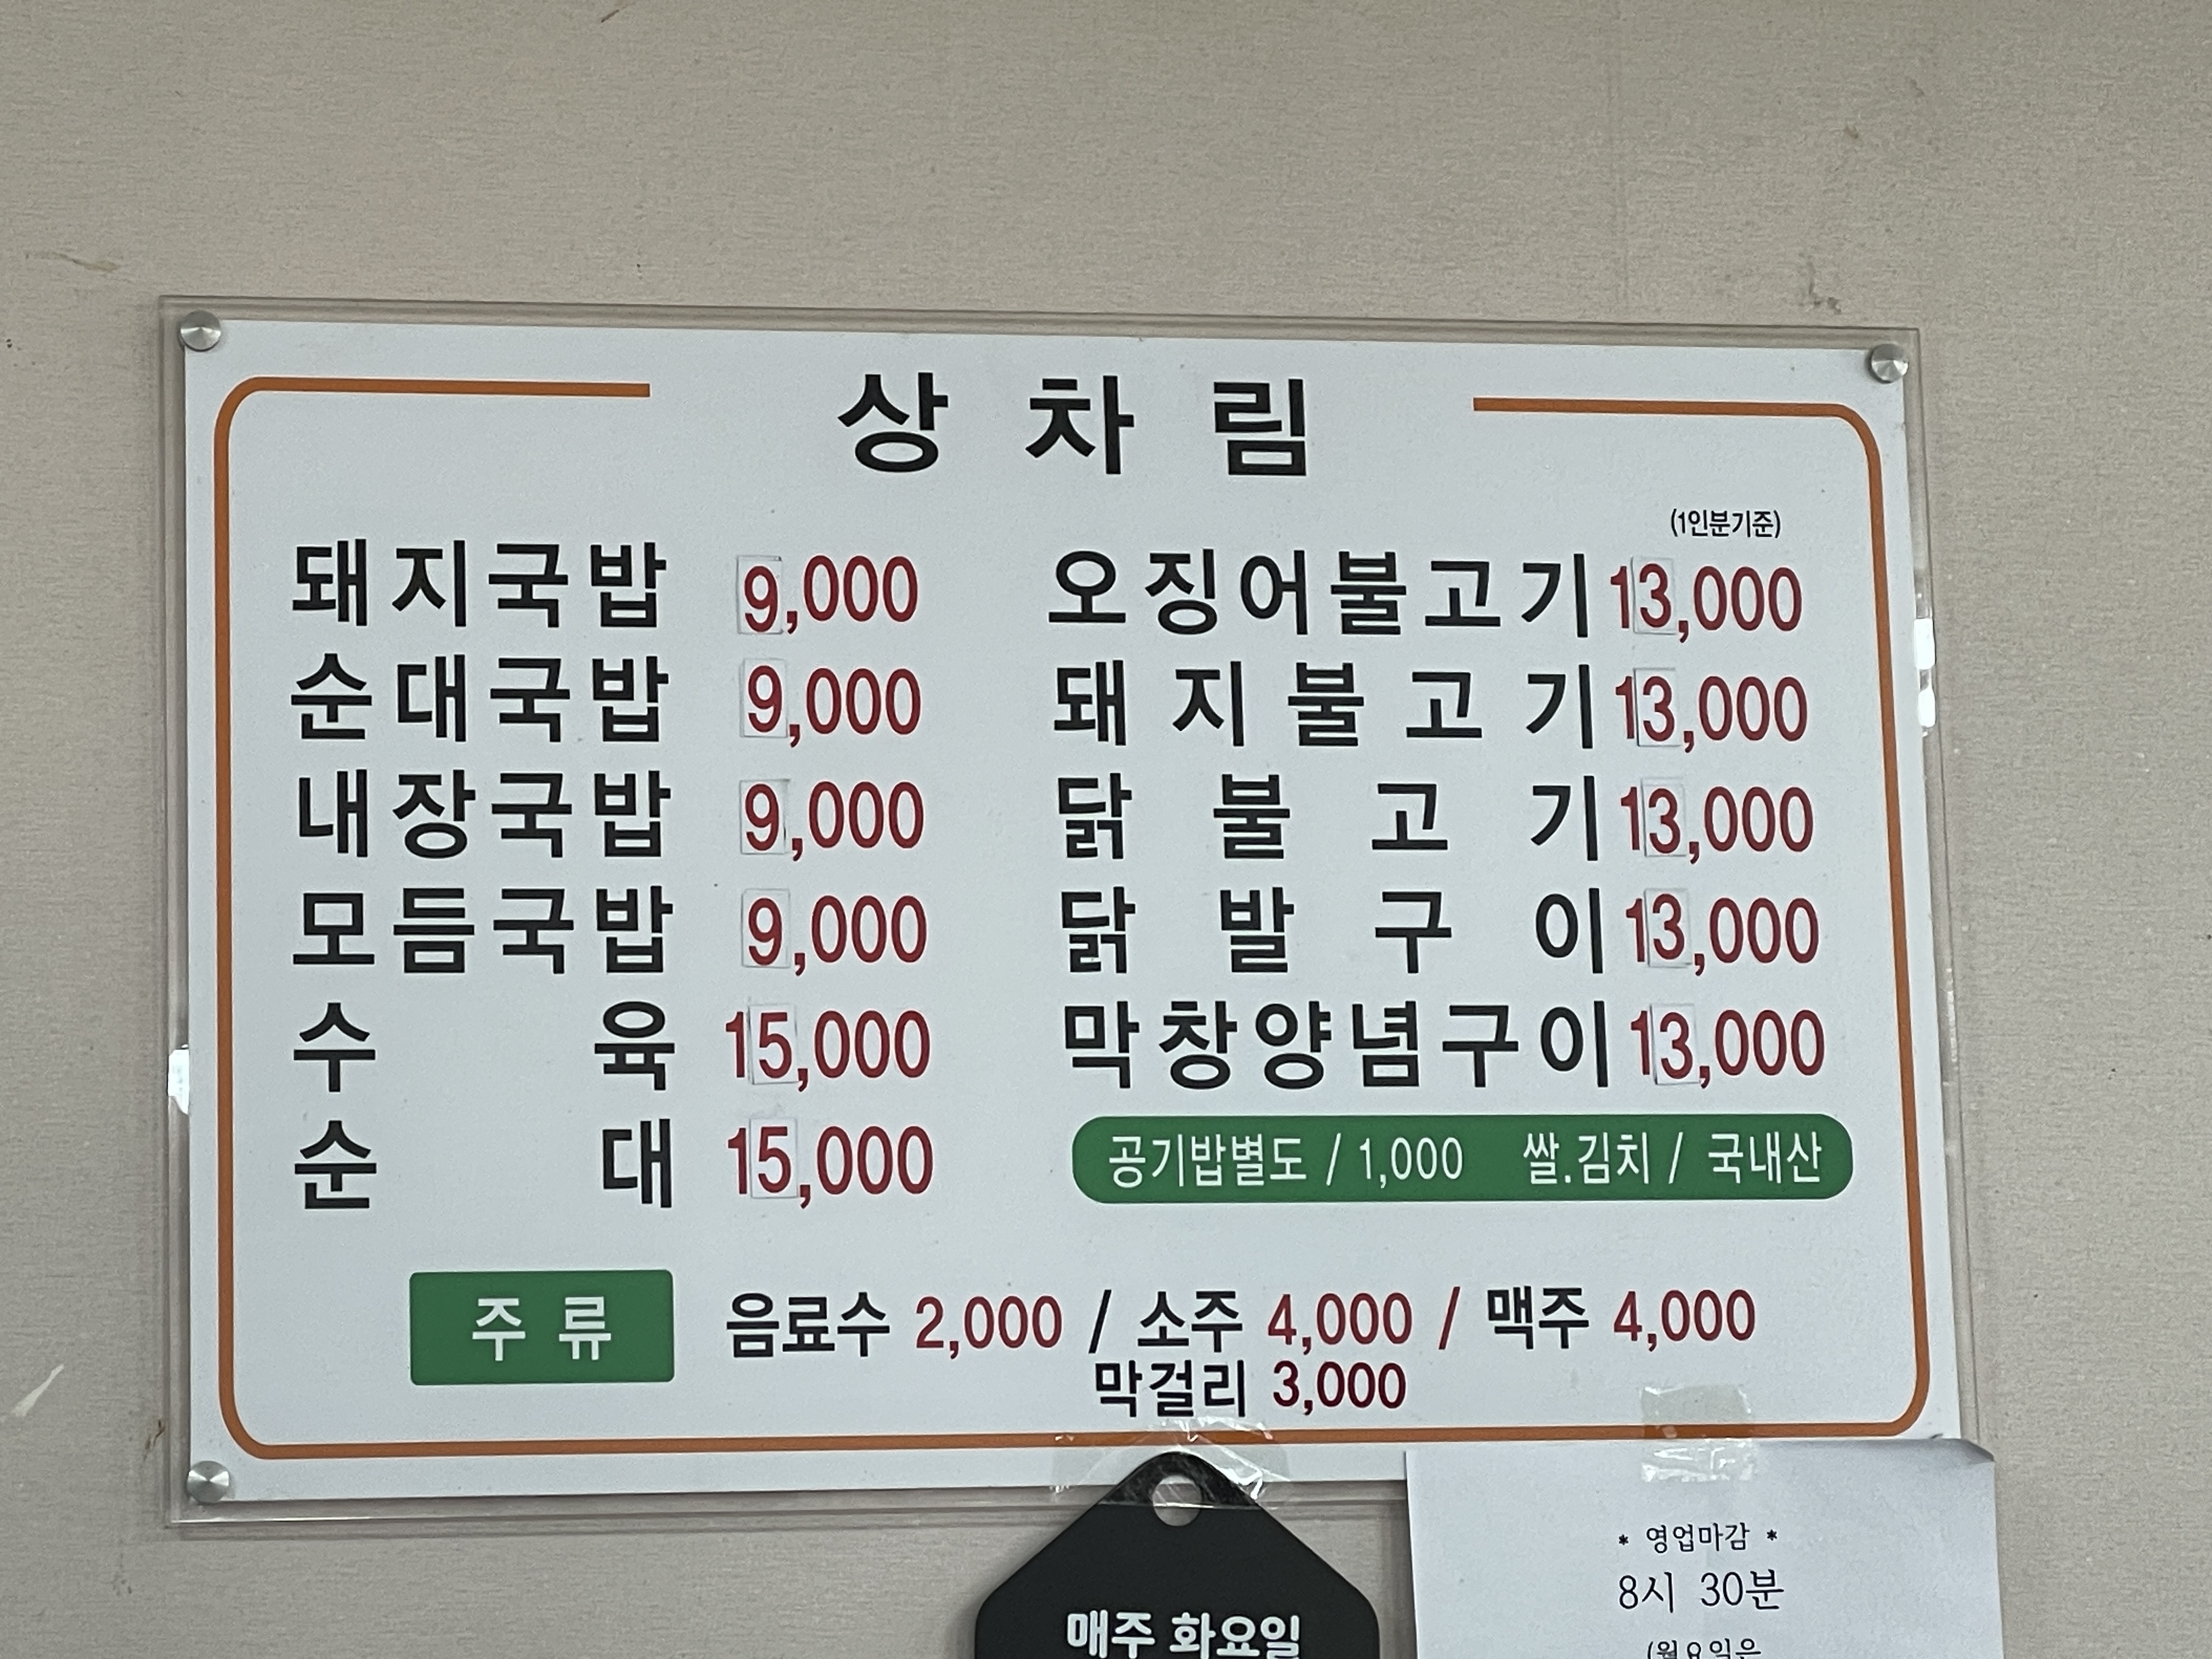 상차림
(1인분기준)
돼지국밥 9,000
순대국밥 9,000
내장국밥 9,000
모듬국밥 9,000
수육 15,000
순대 15,000
오징어불고기 13,000
돼지불고기 13,000
닭불고기 13,000
닭발구이 13,000
막창양념구이 13,000
공기밥별도 / 1,000 쌀.김치 / 국내산
주류 음료수 2,000 / 소주 4,000 / 맥주 4,000
막걸리 3,000
매주 화요일
* 영업마감 *
8시 30분
(월요일은